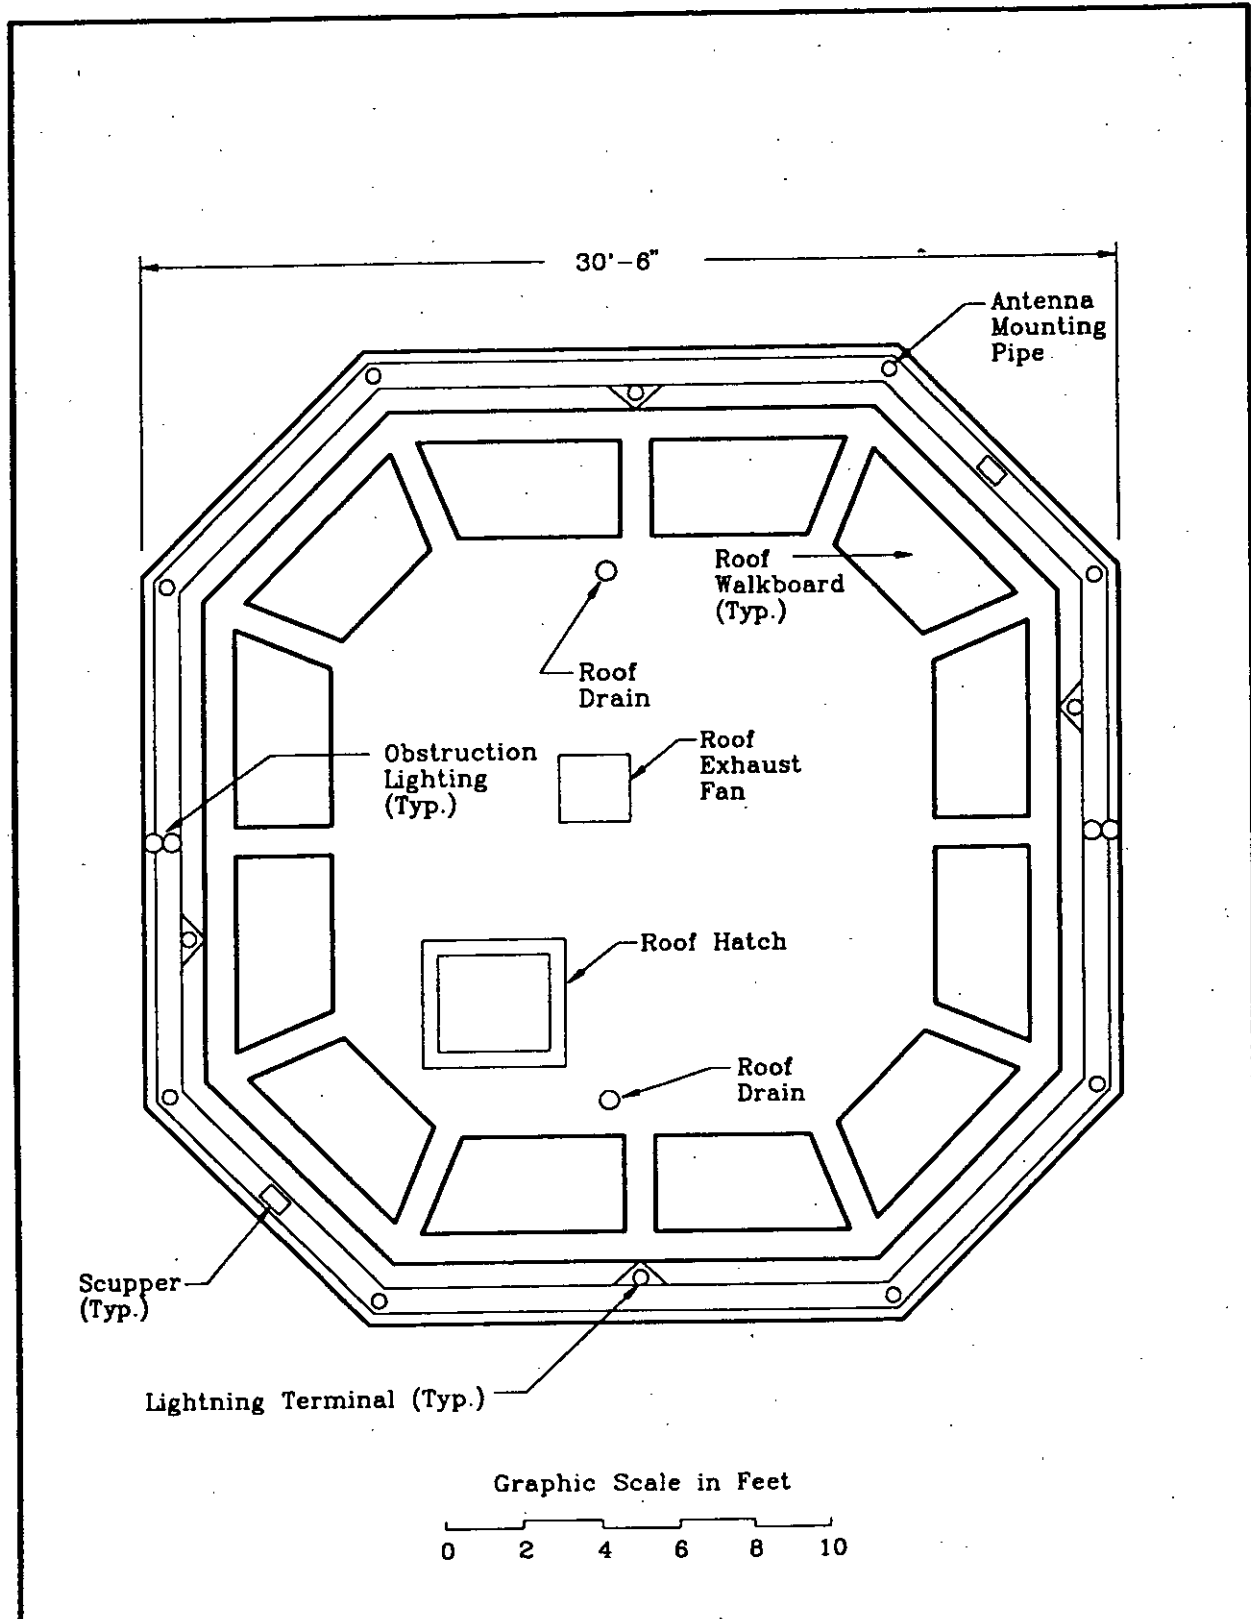 30'-6"
Antenna
Mounting
Pipe
Roof
Walkboard
(Typ.)
Roof
Drain
Obstruction
Lighting
(Typ.)
Roof
Exhaust
Fan
Roof Hatch
Roof
Drain
Scupper
(Typ.)
Lightning Terminal (Typ.)
Graphic Scale in Feet
0 2 4 6 8 10